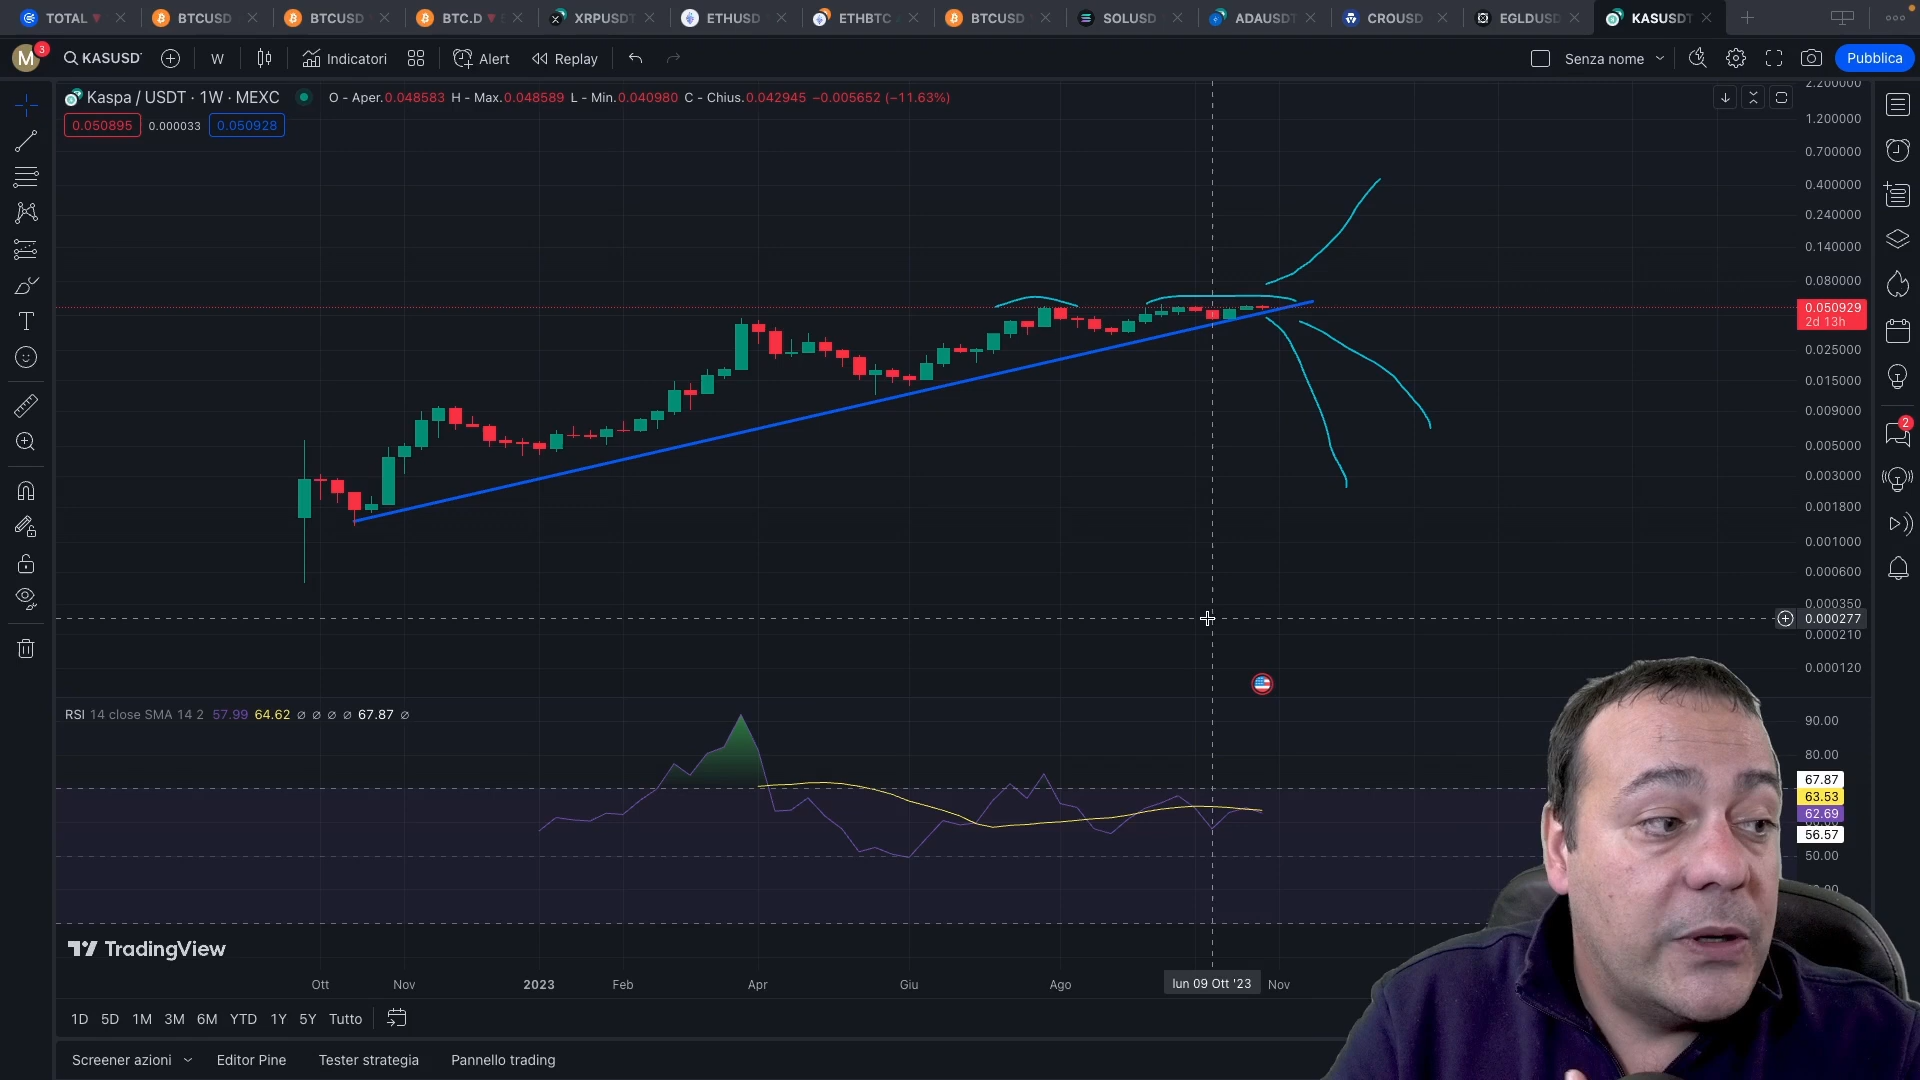 TOTAL ▼ BTCUSD BTCUSD BTC.D ▼ XRPUSDT ETHUSD ETHBTC BTCUSD SOLUSD ADAUSDT CROUSD EGLDUSD KASUSDT
M 3 KASUSDT W Indicatori Alert Replay Senza nome Pubblica
Kaspa / USDT · 1W · MEXC O - Aper.0.048583 H - Max.0.048589 L - Min.0.040980 C - Chius.0.042945 −0.005652 (−11.63%)
0.050895 0.000033 0.050928
2.200000
1.200000
0.700000
0.400000
0.240000
0.140000
0.080000
0.050929
2d 13h
0.025000
0.015000
0.009000
0.005000
0.003000
0.001800
0.001000
0.000600
0.000350
0.000277
0.000210
0.000120
2
RSI 14 close SMA 14 2 57.99 64.62 ∅ ∅ ∅ ∅ 67.87 ∅
90.00
80.00
67.87
63.53
62.69
56.57
50.00
TradingView
Ott Nov 2023 Feb Apr Giu Ago lun 09 Ott '23 Nov
1D 5D 1M 3M 6M YTD 1Y 5Y Tutto
Screener azioni Editor Pine Tester strategia Pannello trading